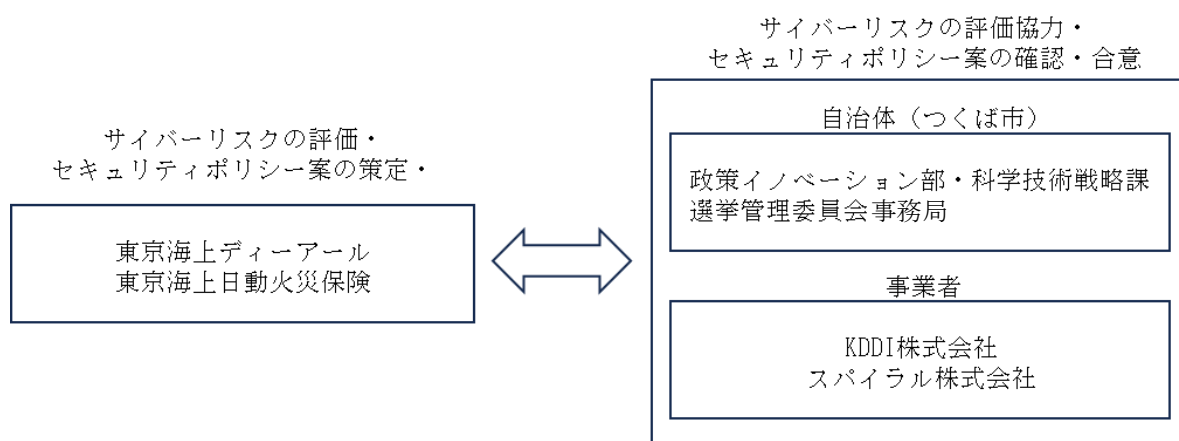 サイバーリスクの評価・
セキュリティポリシー案の策定・
東京海上ディーアール
東京海上日動火災保険
サイバーリスクの評価協力・
セキュリティポリシー案の確認・合意
自治体（つくば市）
政策イノベーション部・科学技術戦略課
選挙管理委員会事務局
事業者
KDDI株式会社
スパイラル株式会社